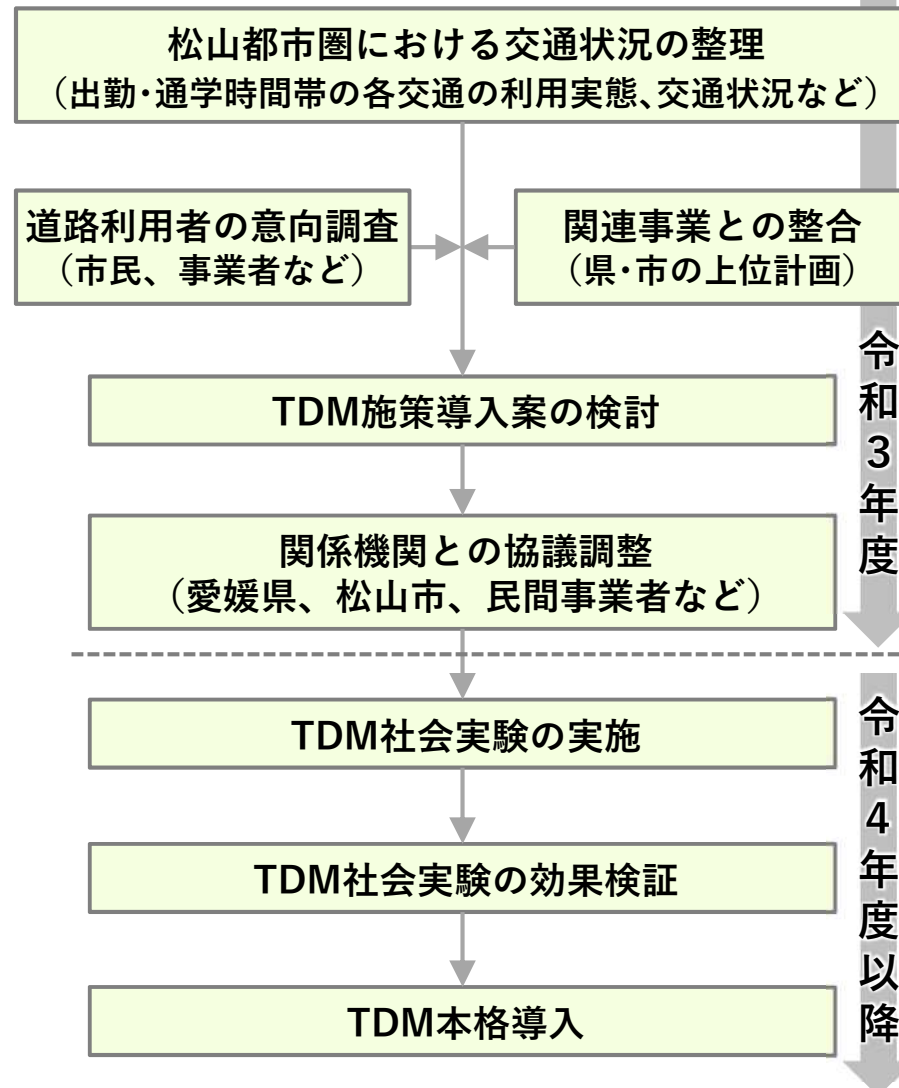 松山都市圏における交通状況の整理
（出勤・通学時間帯の各交通の利用実態、交通状況など）
道路利用者の意向調査
（市民、事業者など）
関連事業との整合
（県・市の上位計画）
TDM施策導入案の検討
関係機関との協議調整
（愛媛県、松山市、民間事業者など）
令和3年度
TDM社会実験の実施
TDM社会実験の効果検証
TDM本格導入
令和4年度以降